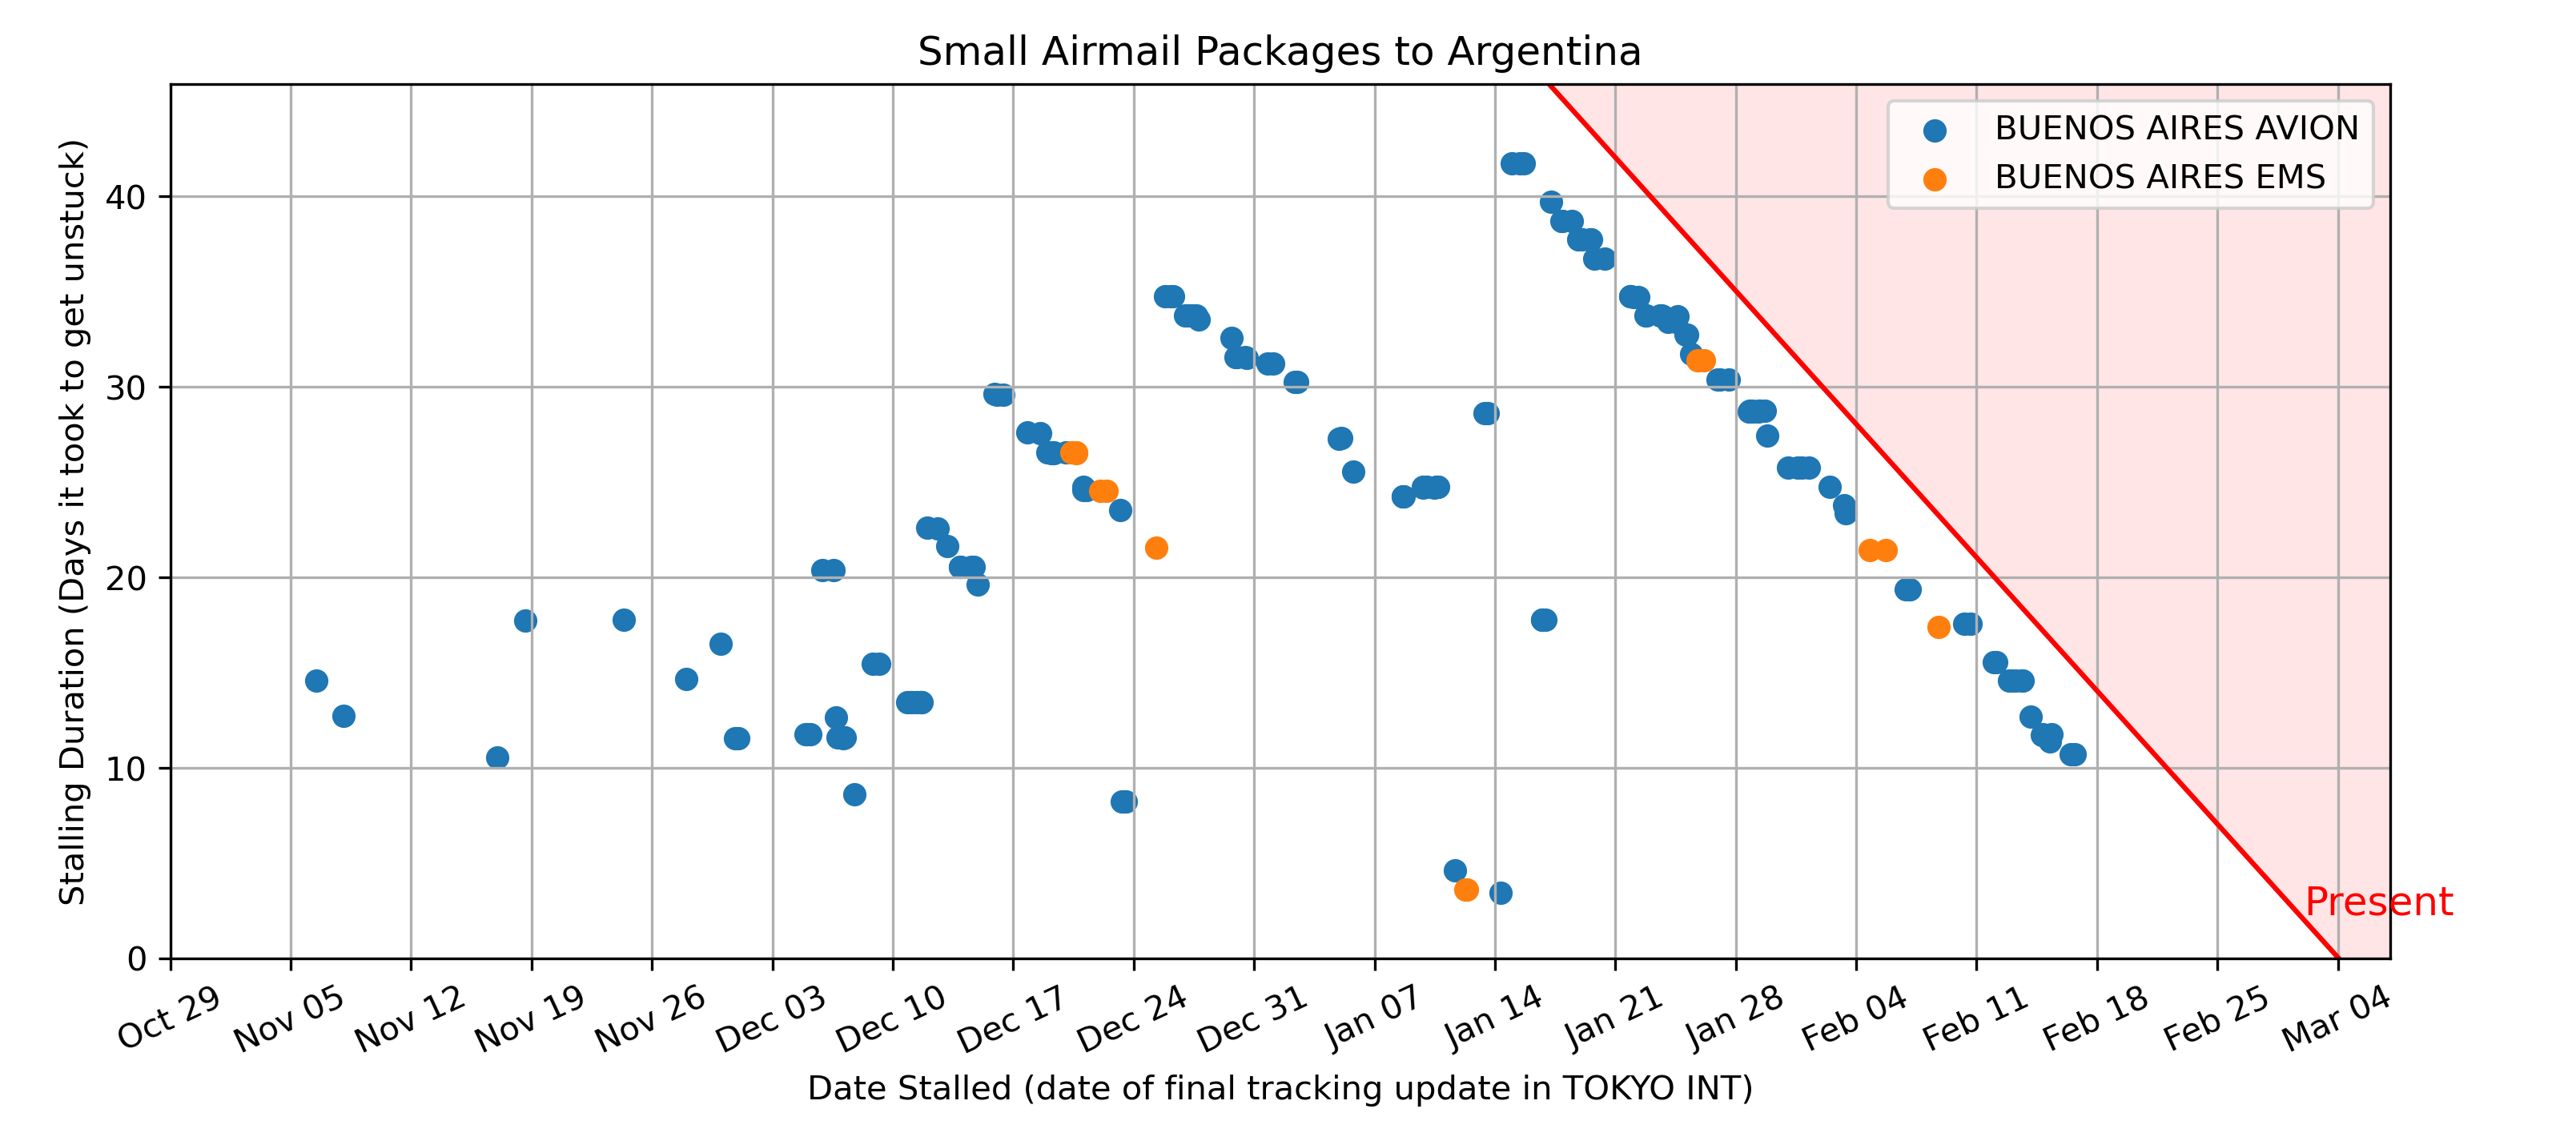 Small Airmail Packages to Argentina
BUENOS AIRES AVION
BUENOS AIRES EMS
Stalling Duration (Days it took to get unstuck)
40
30
20
10
0
Present
Oct 29
Nov 05
Nov 12
Nov 19
Nov 26
Dec 03
Dec 10
Dec 17
Dec 24
Dec 31
Jan 07
Jan 14
Jan 21
Jan 28
Feb 04
Feb 11
Feb 18
Feb 25
Mar 04
Date Stalled (date of final tracking update in TOKYO INT)